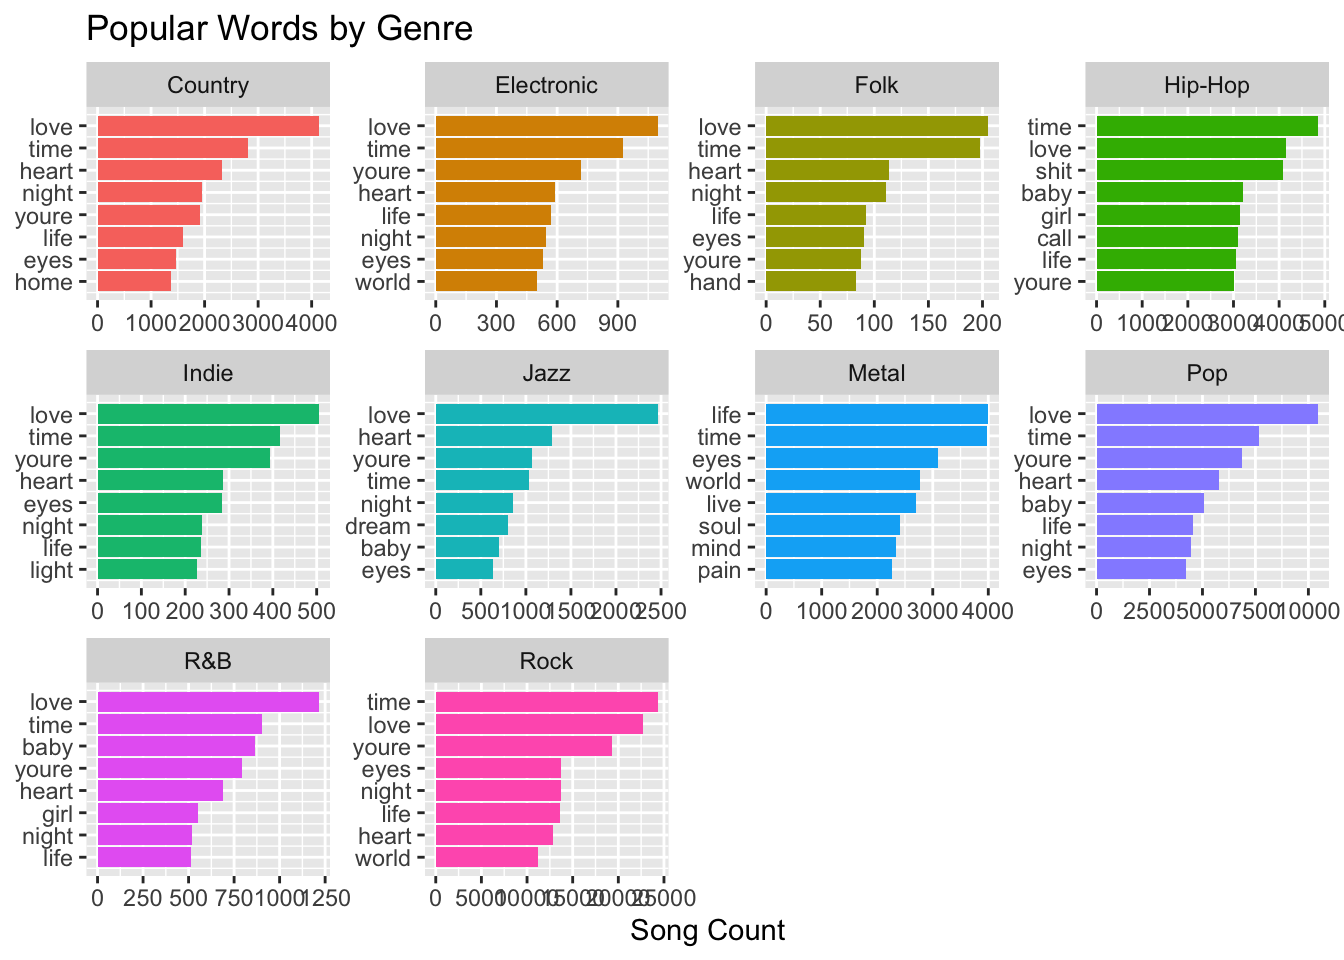 Popular Words by Genre
Country
love
time
heart
night
youre
life
eyes
home
0 1000 2000 3000 4000
Electronic
love
time
youre
heart
life
night
eyes
world
0 300 600 900
Folk
love
time
heart
night
life
eyes
youre
hand
0 50 100 150 200
Hip-Hop
time
love
shit
baby
girl
call
life
youre
0 1000 2000 3000 4000 5000
Indie
love
time
youre
heart
eyes
night
life
light
0 100 200 300 400 500
Jazz
love
heart
youre
time
night
dream
baby
eyes
0 500 1000 1500 2000 2500
Metal
life
time
eyes
world
live
soul
mind
pain
0 1000 2000 3000 4000
Pop
love
time
youre
heart
baby
life
night
eyes
0 2500 5000 7500 10000
R&B
love
time
baby
youre
heart
girl
night
life
0 250 500 750 1000 1250
Rock
time
love
youre
eyes
night
life
heart
world
0 5000 10000 15000 20000 25000
Song Count